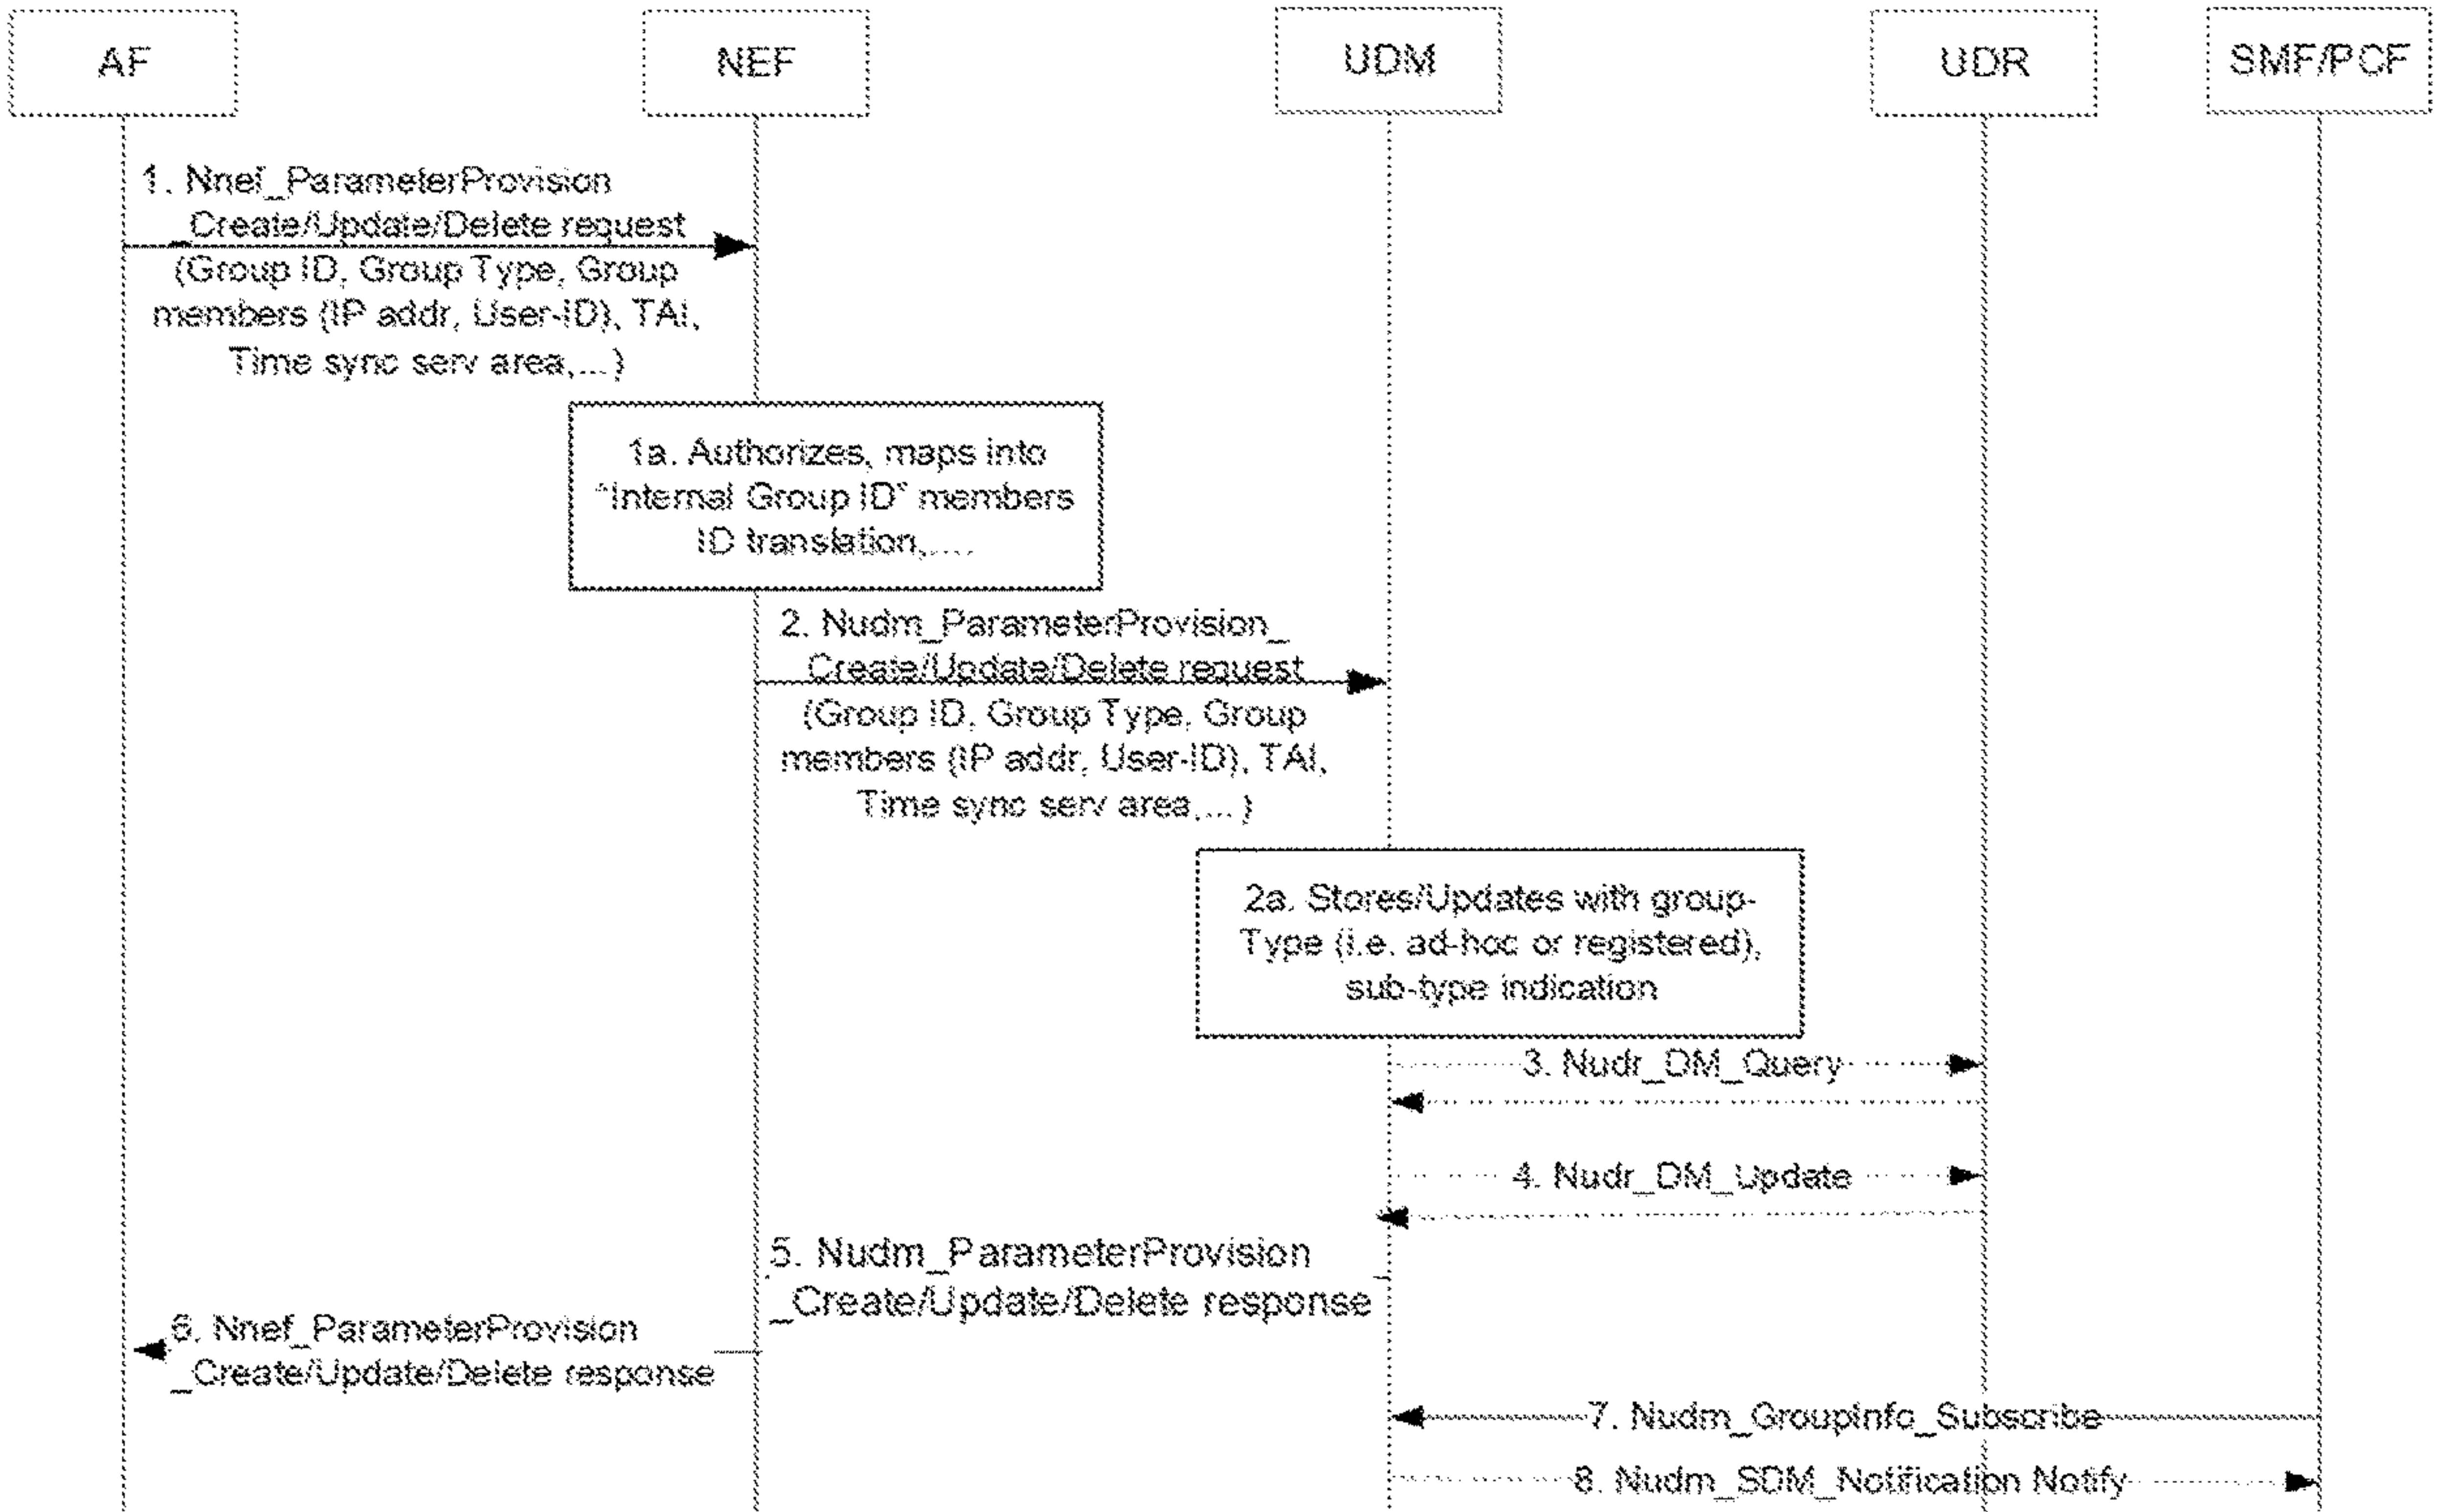 AF
NEF
UDM
UDR
SMF/PCF
1. Nnef_ParameterProvision
_Create/Update/Delete request
(Group ID, Group Type, Group
members (IP addr, User-ID), TAI,
Time sync serv area,...)
1a. Authorizes, maps into
"Internal Group ID" members
ID translation,....
2. Nudm_ParameterProvision_
Create/Update/Delete request
(Group ID, Group Type, Group
members (IP addr, User-ID), TAI,
Time sync serv area,... )
2a. Stores/Updates with group-
Type (i.e. ad-hoc or registered),
sub-type indication
3. Nudr_DM_Query
4. Nudr_DM_Update
5. Nudm_ParameterProvision
_Create/Update/Delete response
6. Nnef_ParameterProvision
_Create/Update/Delete response
7. Nudm_GroupInfo_Subscribe
8. Nudm_SDM_Notification Notify